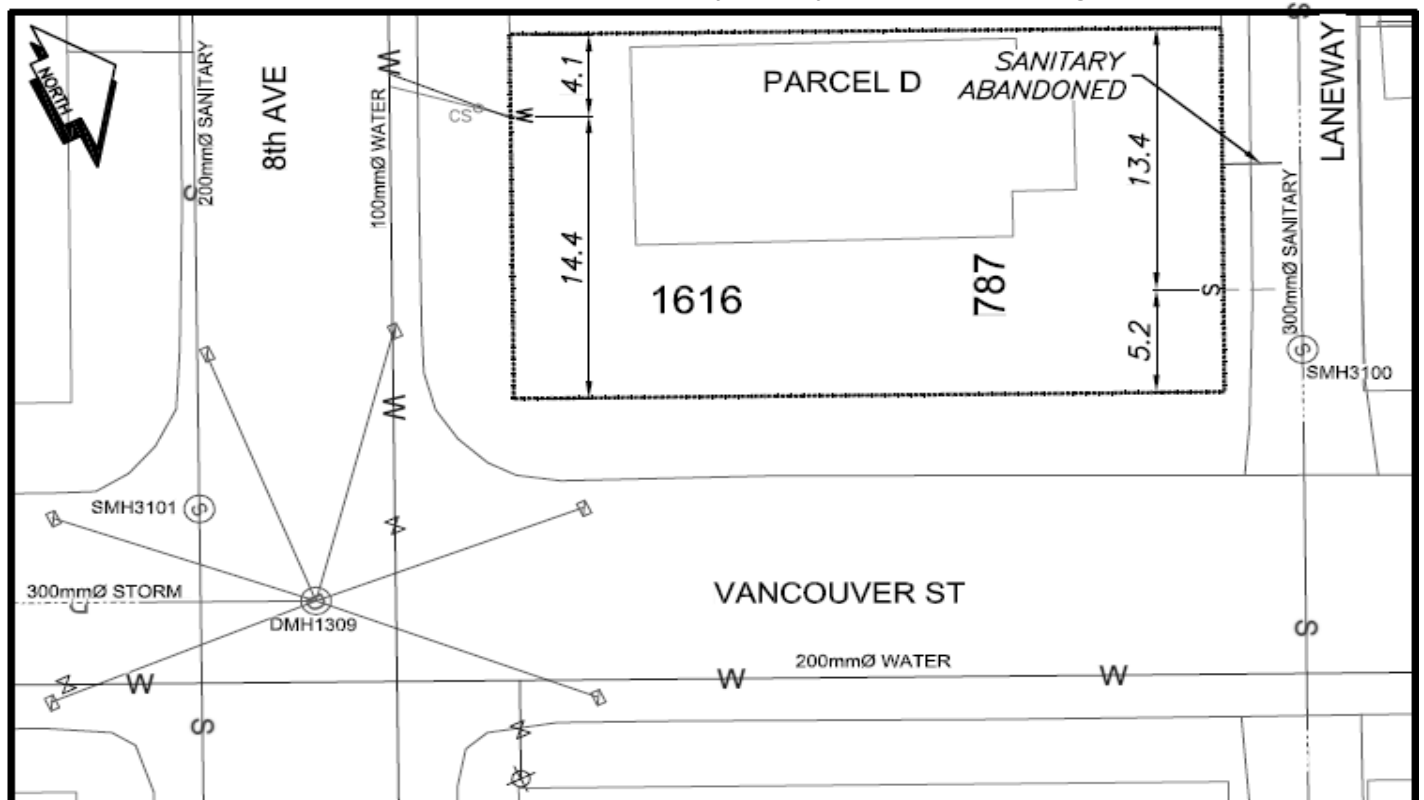 NORTH
200mmØ SANITARY
8th AVE
100mmØ WATER
W
CS
W
4.1
14.4
PARCEL D
SANITARY
ABANDONED
13.4
5.2
1616
787
S
S
LANEWAY
300mmØ SANITARY
S
SMH3100
W
SMH3101
S
300mmØ STORM
D
D
DMH1309
VANCOUVER ST
200mmØ WATER
W
W
W
S
S